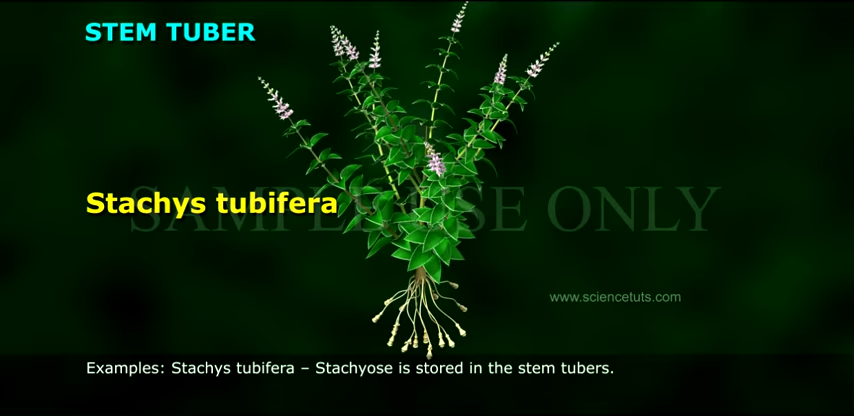 STEM TUBER
Stachys tubifera
SAMPLE USE ONLY
www.sciencetuts.com
Examples: Stachys tubifera – Stachyose is stored in the stem tubers.